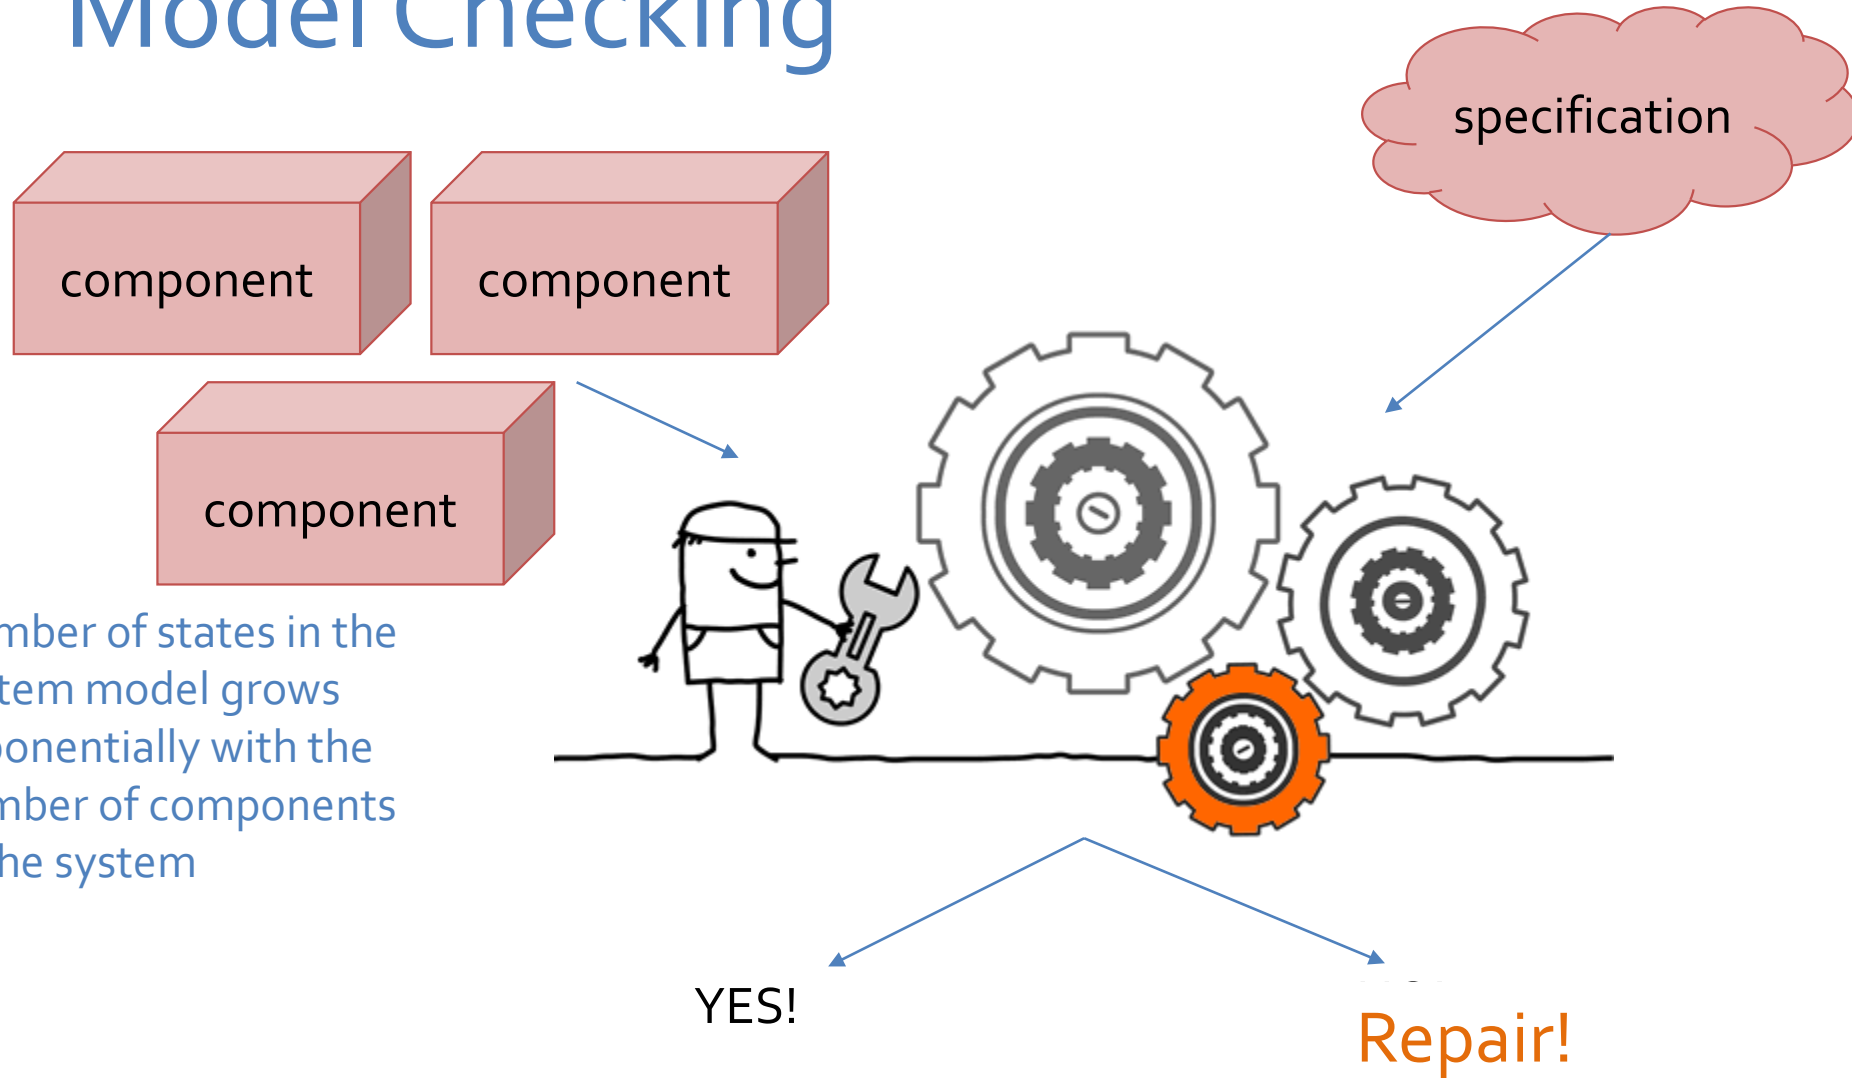 Model Checking
specification
component
component
component
mber of states in the
tem model grows
onentially with the
mber of components
he system
YES!
Repair!